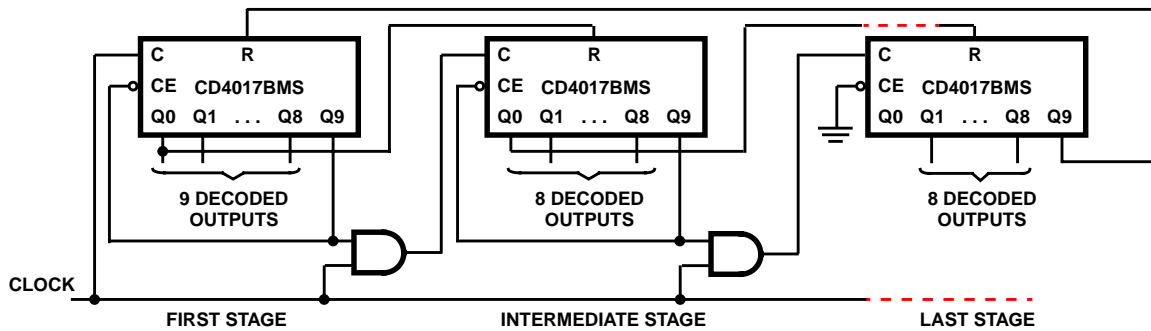 C R
CE CD4017BMS
Q0 Q1 . . . Q8 Q9
9 DECODED
OUTPUTS
C R
CE CD4017BMS
Q0 Q1 ... Q8 Q9
8 DECODED
OUTPUTS
C R
CE CD4017BMS
Q0 Q1 . . . Q8 Q9
8 DECODED
OUTPUTS
CLOCK
FIRST STAGE
INTERMEDIATE STAGE
LAST STAGE